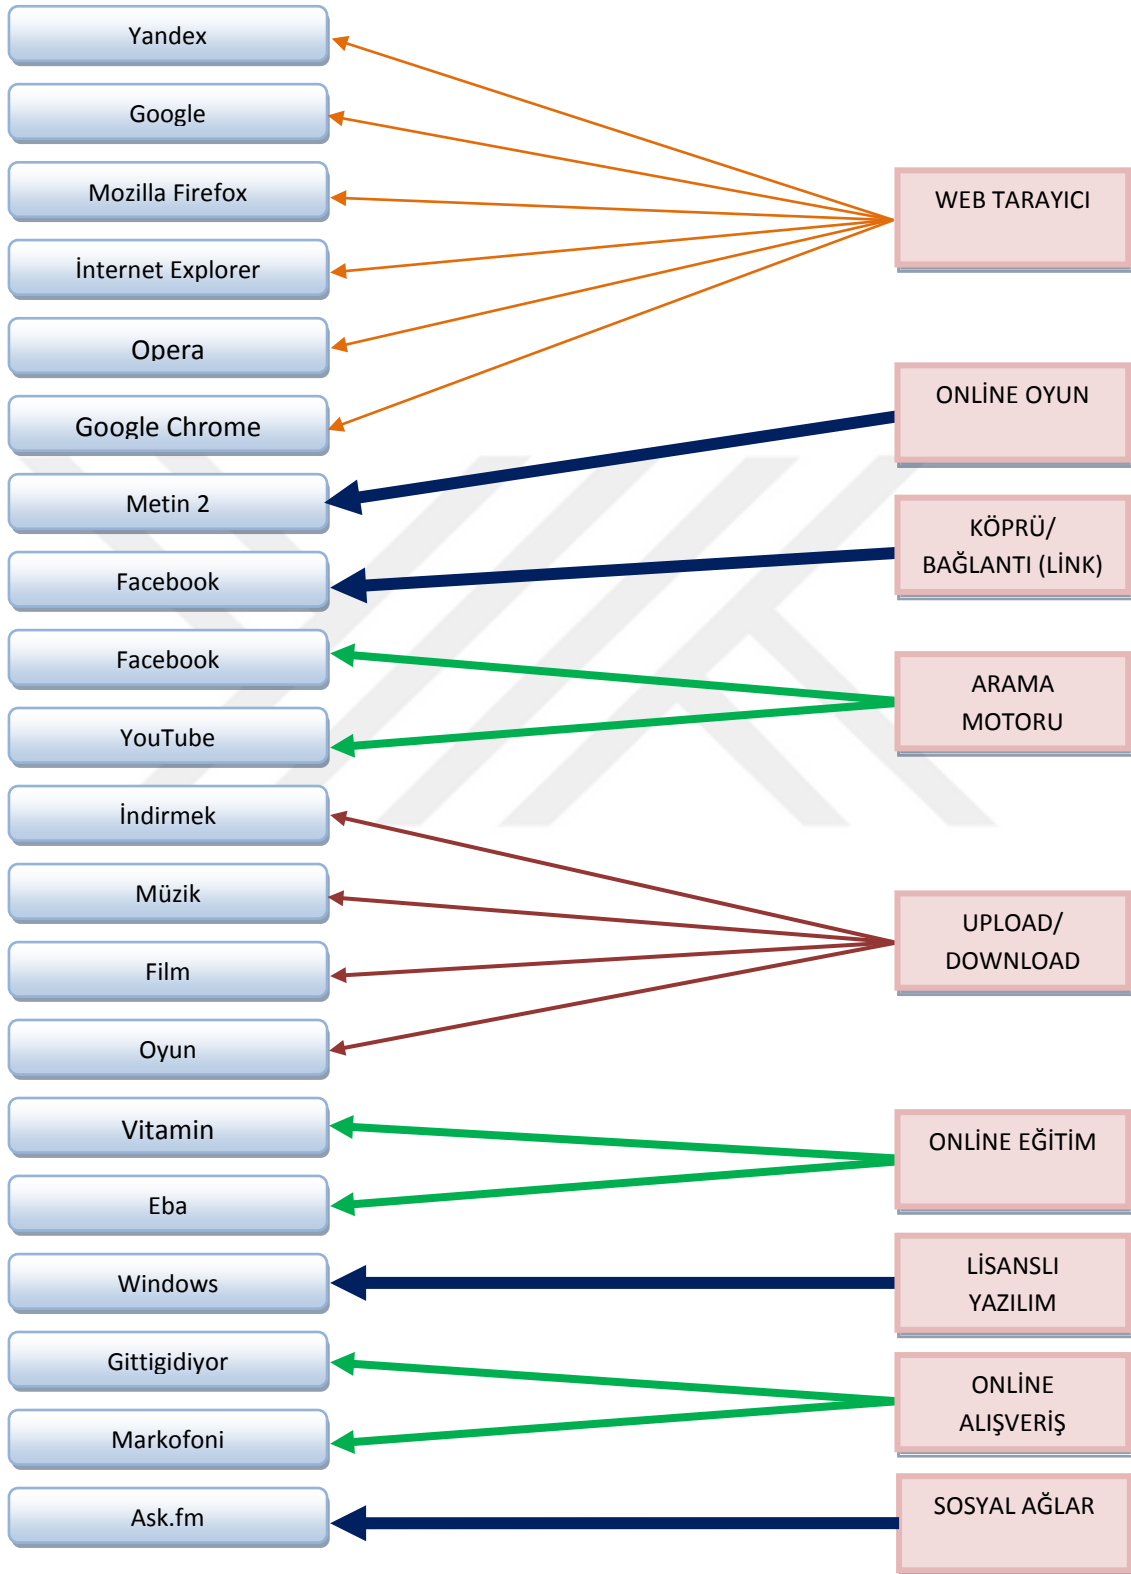 Yandex
Google
Mozilla Firefox
İnternet Explorer
Opera
Google Chrome
Metin 2
Facebook
Facebook
YouTube
İndirmek
Müzik
Film
Oyun
Vitamin
Eba
Windows
Gittigidiyor
Markofoni
Ask.fm
WEB TARAYICI
ONLİNE OYUN
KÖPRÜ/
BAĞLANTI (LİNK)
ARAMA
MOTORU
UPLOAD/
DOWNLOAD
ONLİNE EĞİTİM
LİSANSLI
YAZILIM
ONLİNE
ALIŞVERİŞ
SOSYAL AĞLAR